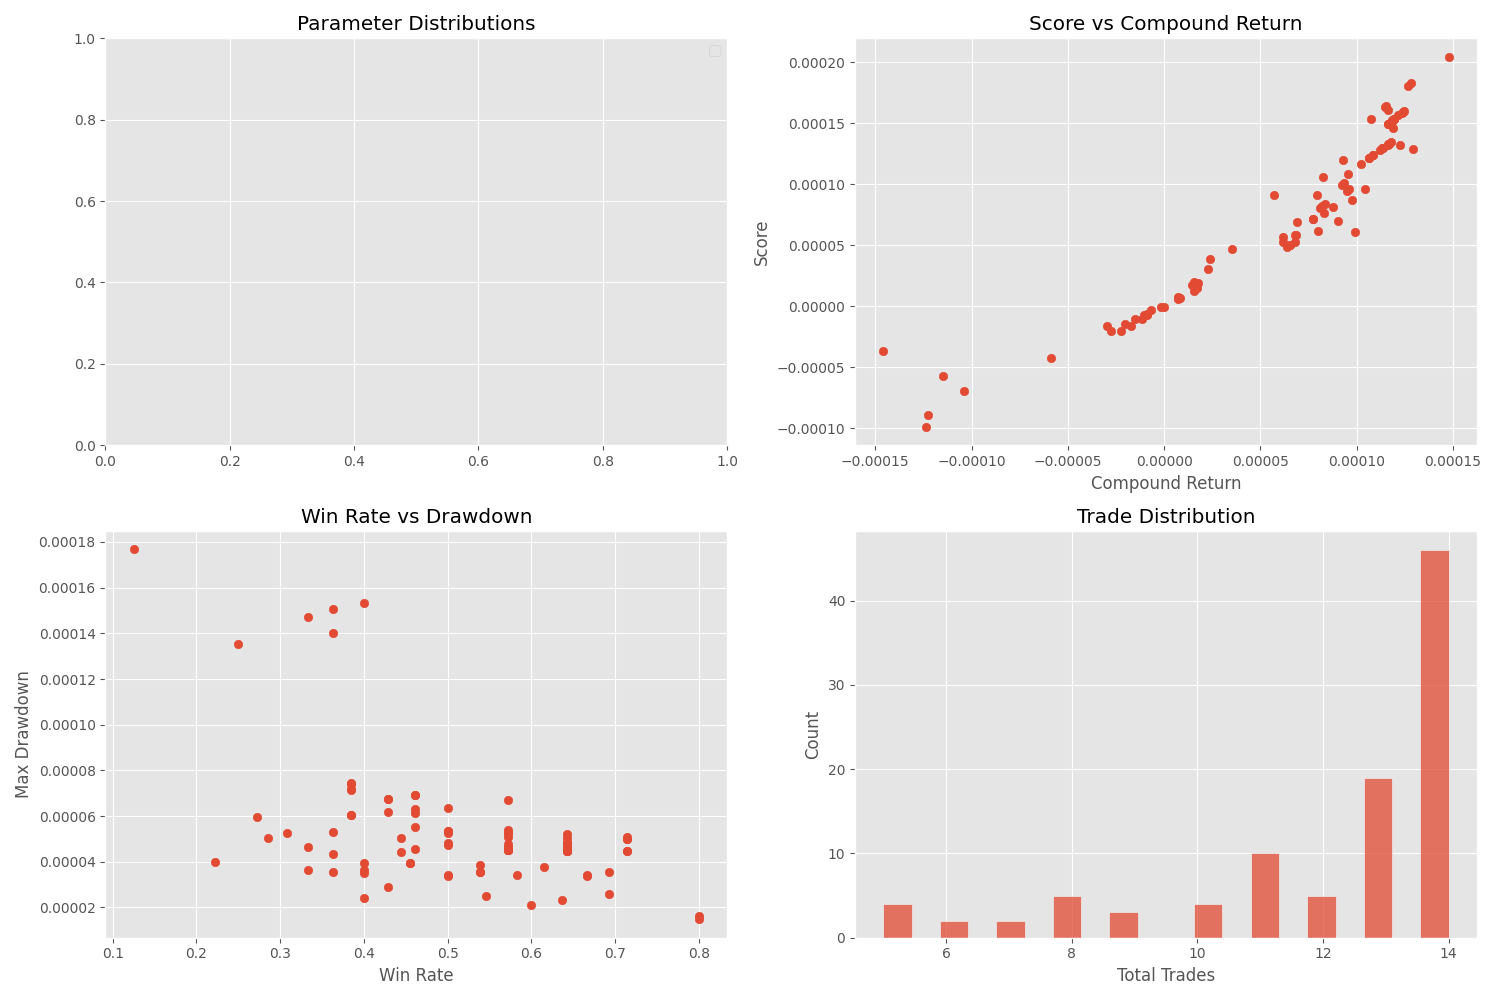 Parameter Distributions
1.0
0.8
0.6
0.4
0.2
0.0
0.0 0.2 0.4 0.6 0.8 1.0
Score vs Compound Return
Score
0.00020
0.00015
0.00010
0.00005
0.00000
−0.00005
−0.00010
−0.00015 −0.00010 −0.00005 0.00000 0.00005 0.00010 0.00015
Compound Return
Win Rate vs Drawdown
Max Drawdown
0.00018
0.00016
0.00014
0.00012
0.00010
0.00008
0.00006
0.00004
0.00002
0.1 0.2 0.3 0.4 0.5 0.6 0.7 0.8
Win Rate
Trade Distribution
Count
40
30
20
10
0
6 8 10 12 14
Total Trades